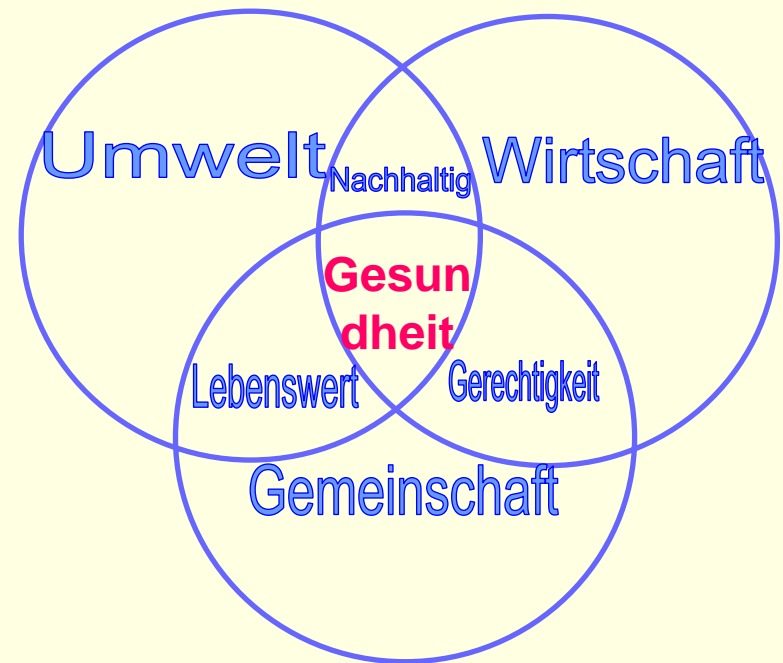 Umwelt
Wirtschaft
Nachhaltig
Gesun
dheit
Lebenswert
Gerechtigkeit
Gemeinschaft